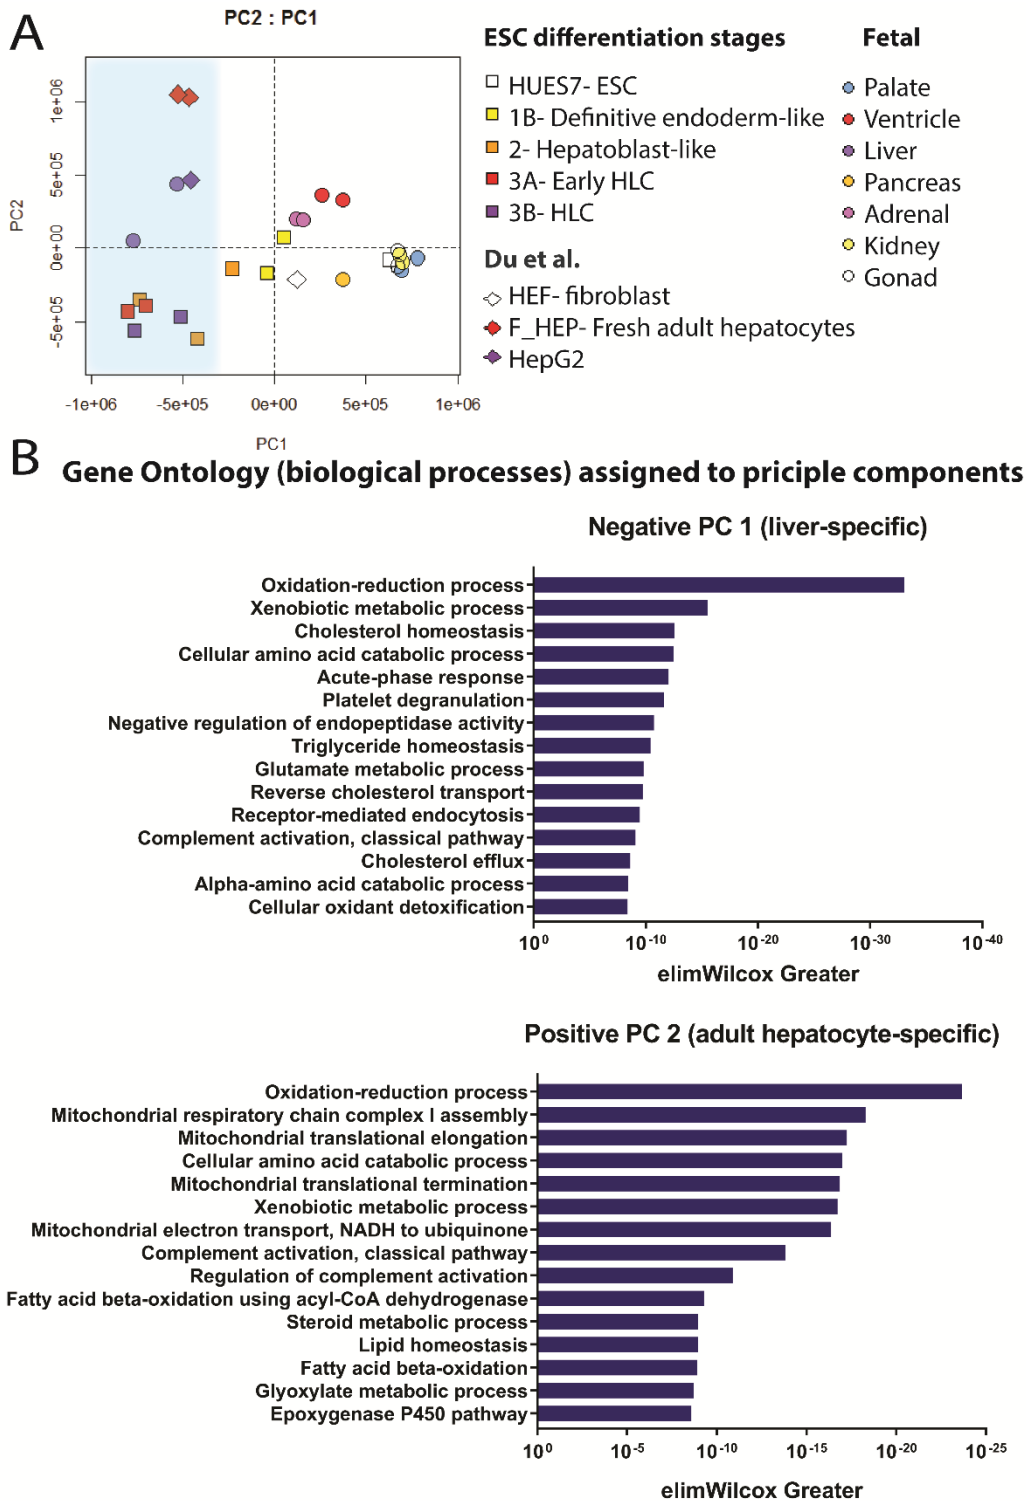 A
PC2 : PC1
PC2
1e+06
5e+05
0e+00
-5e+05
-1e+06
-5e+05
0e+00
5e+05
1e+06
PC1
ESC differentiation stages
HUES7- ESC
1B- Definitive endoderm-like
2- Hepatoblast-like
3A- Early HLC
3B- HLC
Du et al.
HEF- fibroblast
F_HEP- Fresh adult hepatocytes
HepG2
Fetal
Palate
Ventricle
Liver
Pancreas
Adrenal
Kidney
Gonad
B
Gene Ontology (biological processes) assigned to priciple components
Negative PC 1 (liver-specific)
Oxidation-reduction process
Xenobiotic metabolic process
Cholesterol homeostasis
Cellular amino acid catabolic process
Acute-phase response
Platelet degranulation
Negative regulation of endopeptidase activity
Triglyceride homeostasis
Glutamate metabolic process
Reverse cholesterol transport
Receptor-mediated endocytosis
Complement activation, classical pathway
Cholesterol efflux
Alpha-amino acid catabolic process
Cellular oxidant detoxification
10⁰ 10⁻¹⁰ 10⁻²⁰ 10⁻³⁰ 10⁻⁴⁰
elimWilcox Greater
Positive PC 2 (adult hepatocyte-specific)
Oxidation-reduction process
Mitochondrial respiratory chain complex I assembly
Mitochondrial translational elongation
Cellular amino acid catabolic process
Mitochondrial translational termination
Xenobiotic metabolic process
Mitochondrial electron transport, NADH to ubiquinone
Complement activation, classical pathway
Regulation of complement activation
Fatty acid beta-oxidation using acyl-CoA dehydrogenase
Steroid metabolic process
Lipid homeostasis
Fatty acid beta-oxidation
Glyoxylate metabolic process
Epoxygenase P450 pathway
10⁰ 10⁻⁵ 10⁻¹⁰ 10⁻¹⁵ 10⁻²⁰ 10⁻²⁵
elimWilcox Greater